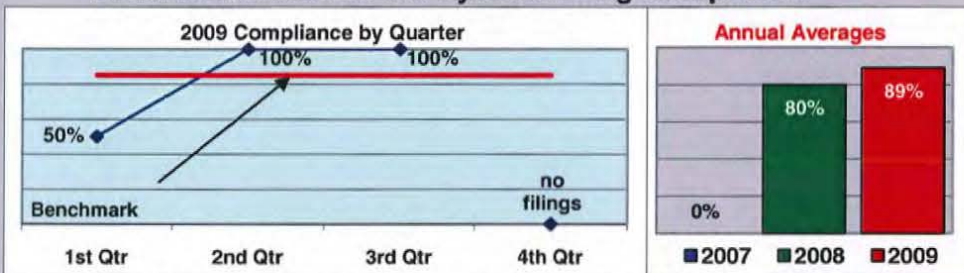 2009 Compliance by Quarter
100%
100%
50%
no
filings
Benchmark
1st Qtr
2nd Qtr
3rd Qtr
4th Qtr
Annual Averages
0%
80%
89%
2007
2008
2009